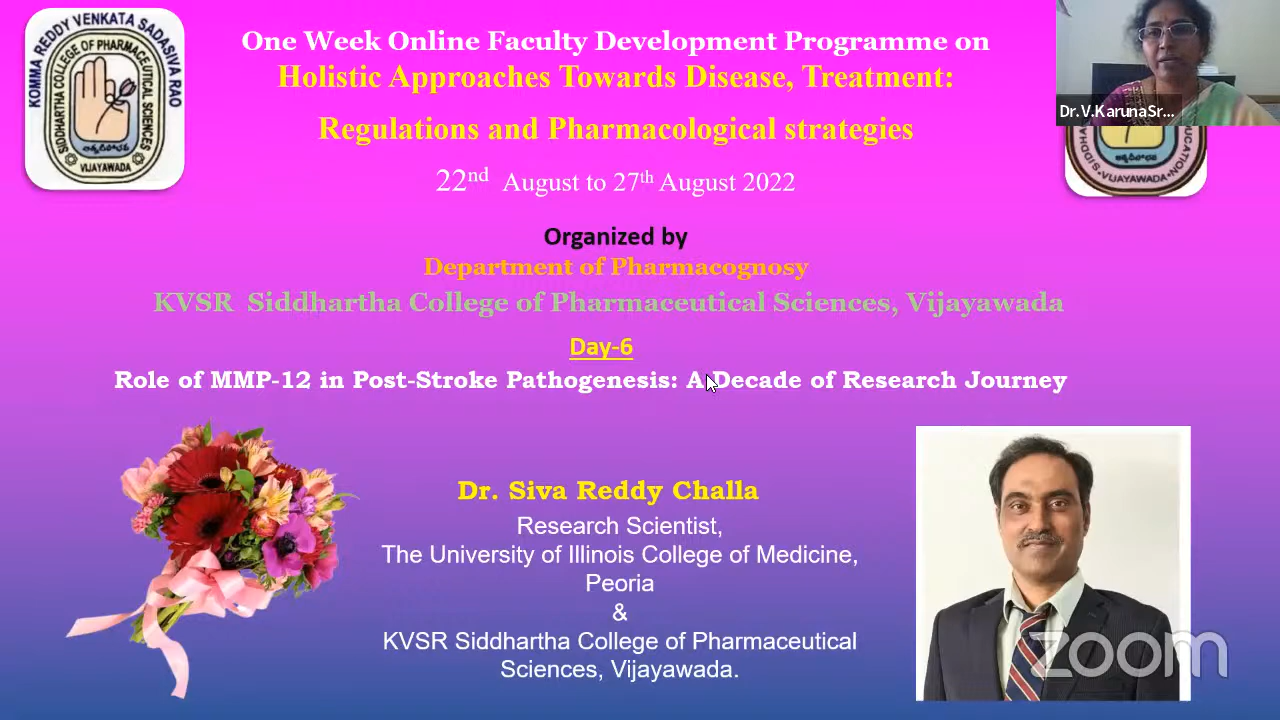 KOMMA REDDY VENKATA SADASIVA RAO
SIDDHARTHA COLLEGE OF PHARMACEUTICAL SCIENCES
VIJAYAWADA
One Week Online Faculty Development Programme on
Holistic Approaches Towards Disease, Treatment:
Regulations and Pharmacological strategies
22nd August to 27th August 2022
Dr.V.KarunaSr...
VIJAYAWADA
Organized by
Department of Pharmacognosy
KVSR Siddhartha College of Pharmaceutical Sciences, Vijayawada
Day-6
Role of MMP-12 in Post-Stroke Pathogenesis: A Decade of Research Journey
Dr. Siva Reddy Challa
Research Scientist,
The University of Illinois College of Medicine,
Peoria
&
KVSR Siddhartha College of Pharmaceutical
Sciences, Vijayawada.
zoom